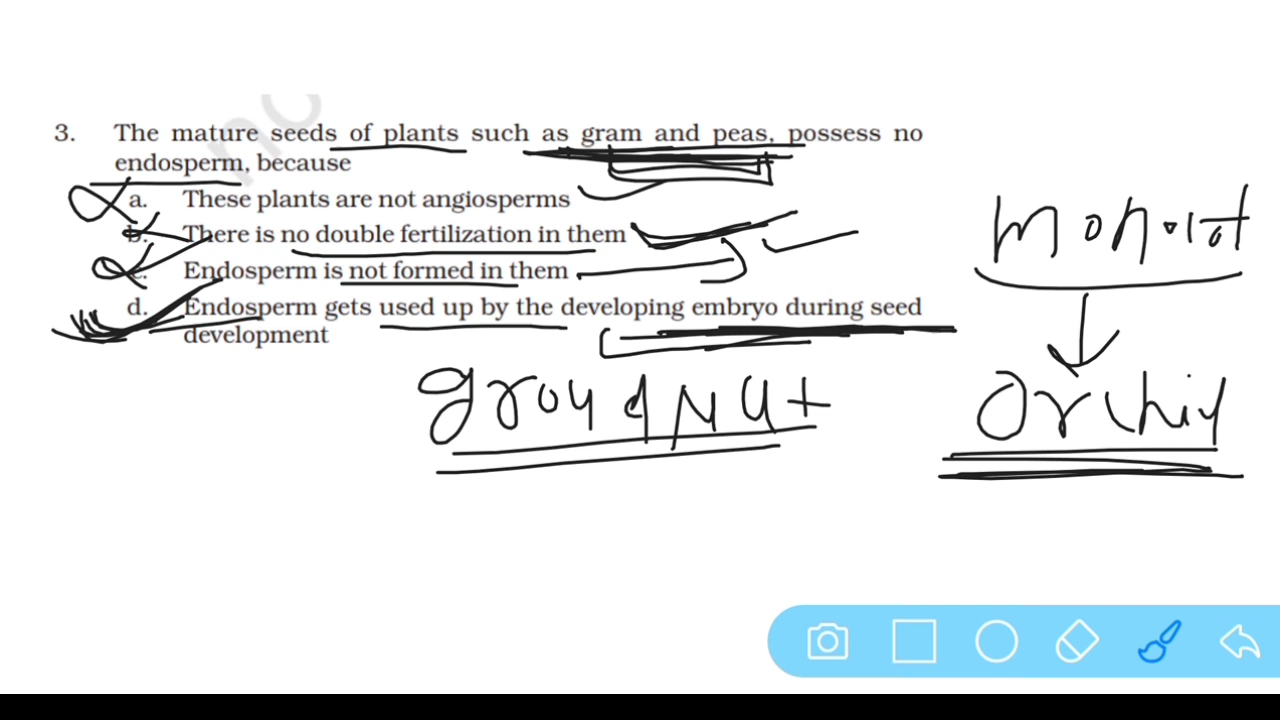 3. The mature seeds of plants such as gram and peas, possess no
endosperm, because
a. These plants are not angiosperms
b. There is no double fertilization in them
c. Endosperm is not formed in them
d. Endosperm gets used up by the developing embryo during seed
development
groundNut